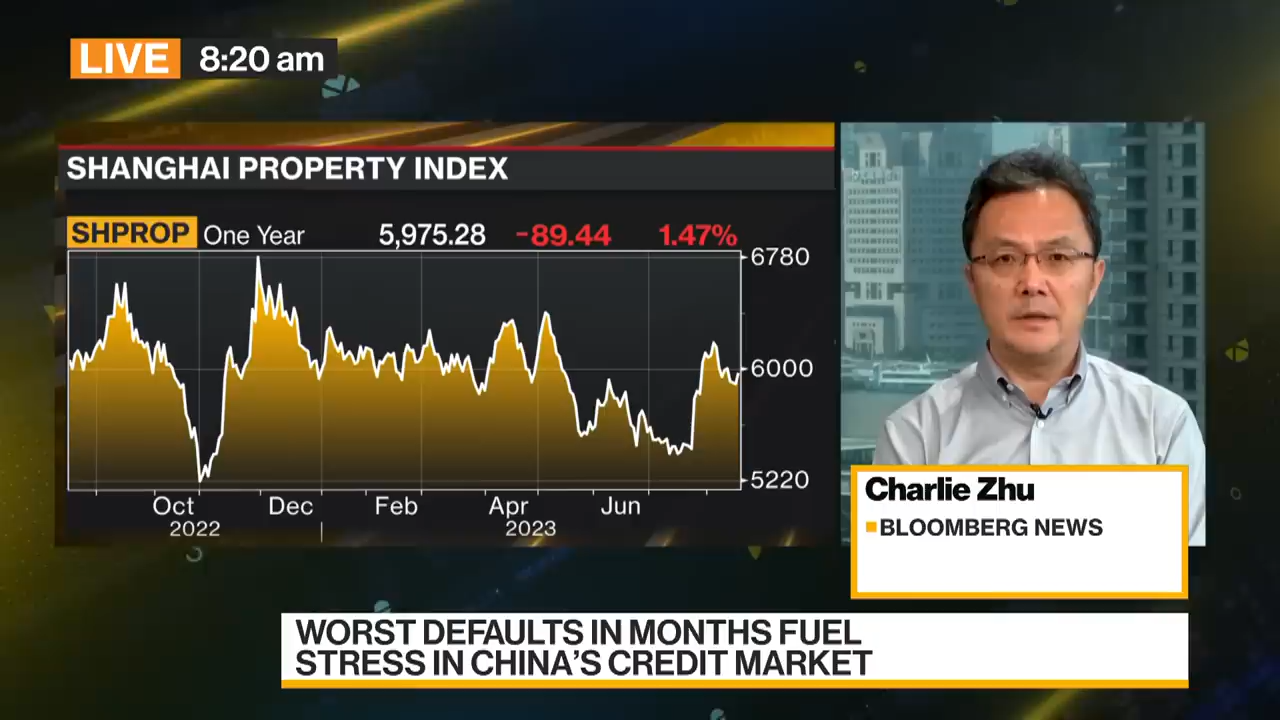 LIVE 8:20 am
SHANGHAI PROPERTY INDEX
SHPROP One Year 5,975.28 -89.44 1.47%
6780
6000
5220
Oct Dec Feb Apr Jun
2022 2023
Charlie Zhu
BLOOMBERG NEWS
WORST DEFAULTS IN MONTHS FUEL
STRESS IN CHINA'S CREDIT MARKET